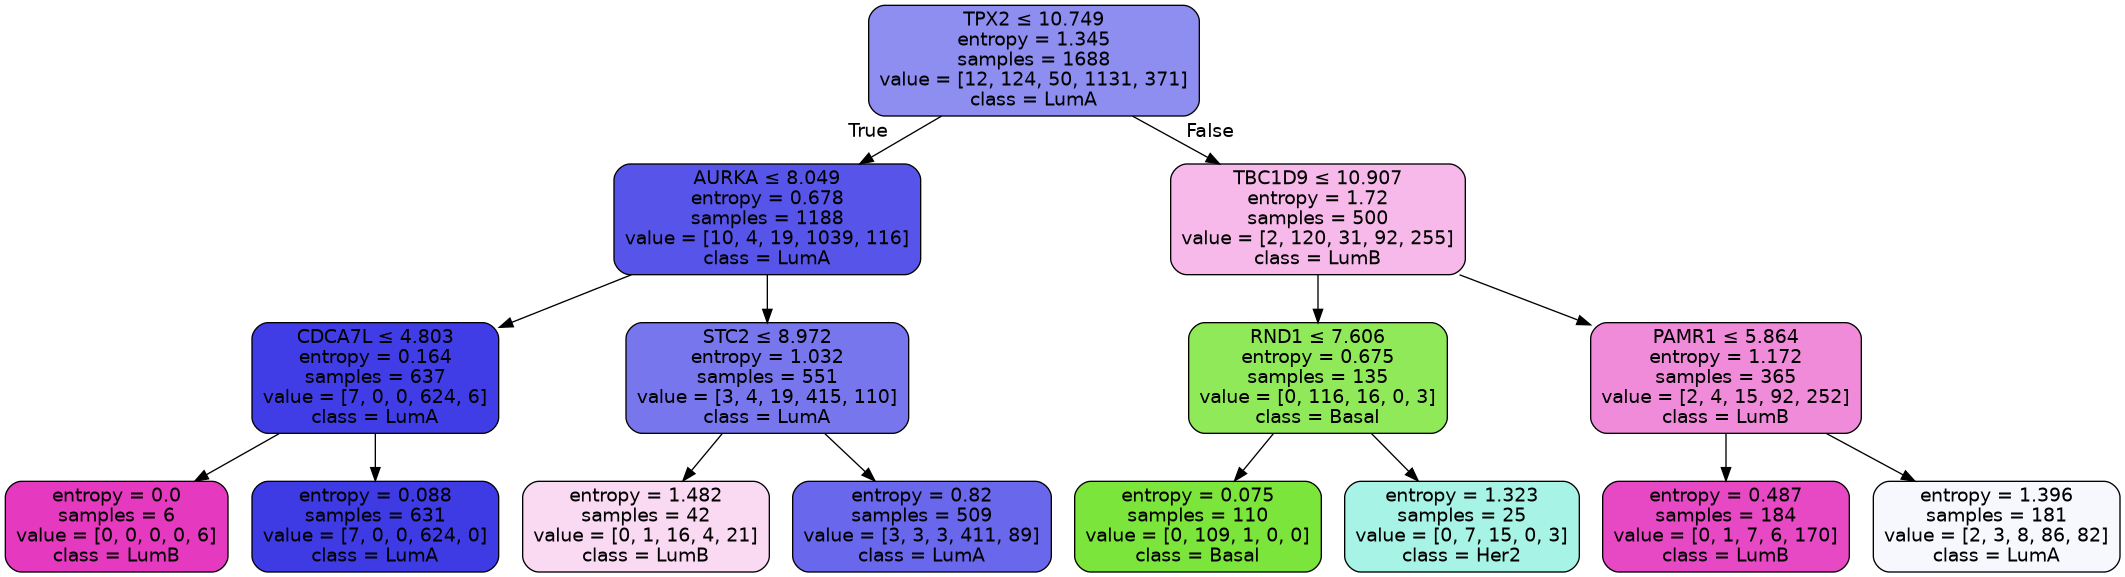 TPX2 ≤ 10.749
entropy = 1.345
samples = 1688
value = [12, 124, 50, 1131, 371]
class = LumA
True
False
AURKA ≤ 8.049
entropy = 0.678
samples = 1188
value = [10, 4, 19, 1039, 116]
class = LumA
TBC1D9 ≤ 10.907
entropy = 1.72
samples = 500
value = [2, 120, 31, 92, 255]
class = LumB
CDCA7L ≤ 4.803
entropy = 0.164
samples = 637
value = [7, 0, 0, 624, 6]
class = LumA
STC2 ≤ 8.972
entropy = 1.032
samples = 551
value = [3, 4, 19, 415, 110]
class = LumA
RND1 ≤ 7.606
entropy = 0.675
samples = 135
value = [0, 116, 16, 0, 3]
class = Basal
PAMR1 ≤ 5.864
entropy = 1.172
samples = 365
value = [2, 4, 15, 92, 252]
class = LumB
entropy = 0.0
samples = 6
value = [0, 0, 0, 0, 6]
class = LumB
entropy = 0.088
samples = 631
value = [7, 0, 0, 624, 0]
class = LumA
entropy = 1.482
samples = 42
value = [0, 1, 16, 4, 21]
class = LumB
entropy = 0.82
samples = 509
value = [3, 3, 3, 411, 89]
class = LumA
entropy = 0.075
samples = 110
value = [0, 109, 1, 0, 0]
class = Basal
entropy = 1.323
samples = 25
value = [0, 7, 15, 0, 3]
class = Her2
entropy = 0.487
samples = 184
value = [0, 1, 7, 6, 170]
class = LumB
entropy = 1.396
samples = 181
value = [2, 3, 8, 86, 82]
class = LumA